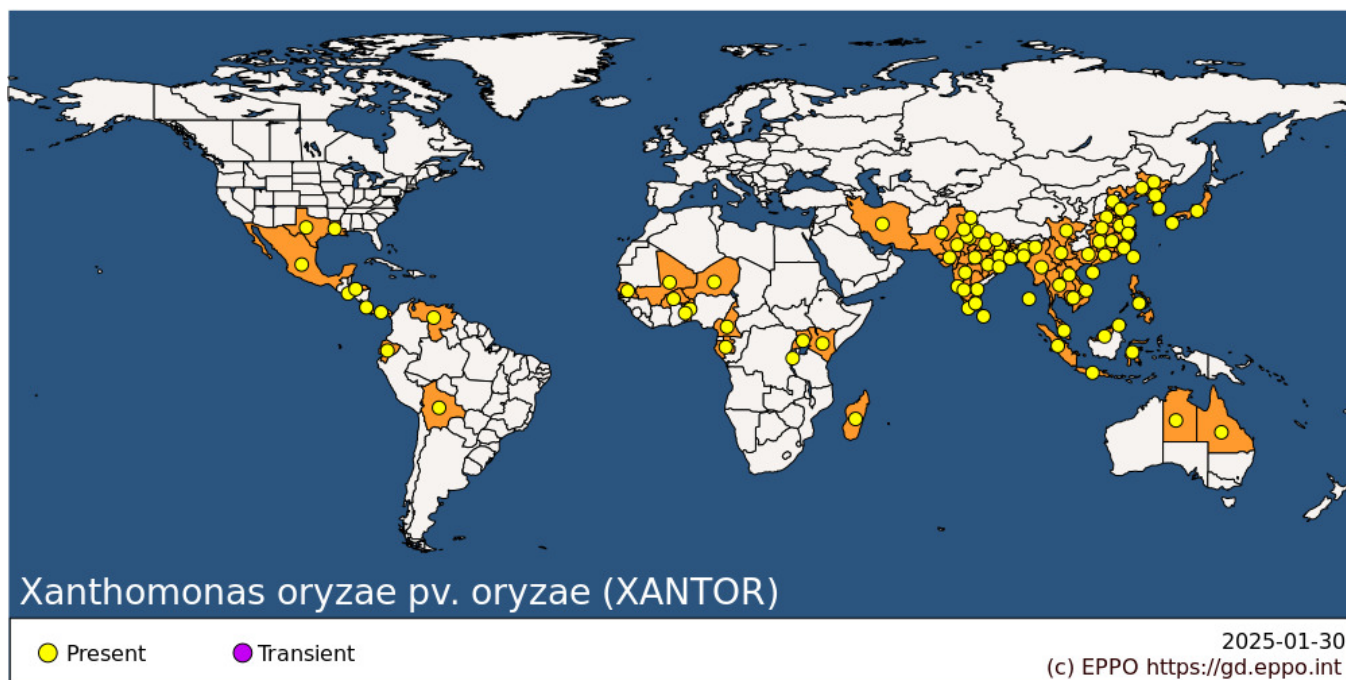 Xanthomonas oryzae pv. oryzae (XANTOR)
Present
Transient
2025-01-30
(c) EPPO https://gd.eppo.int